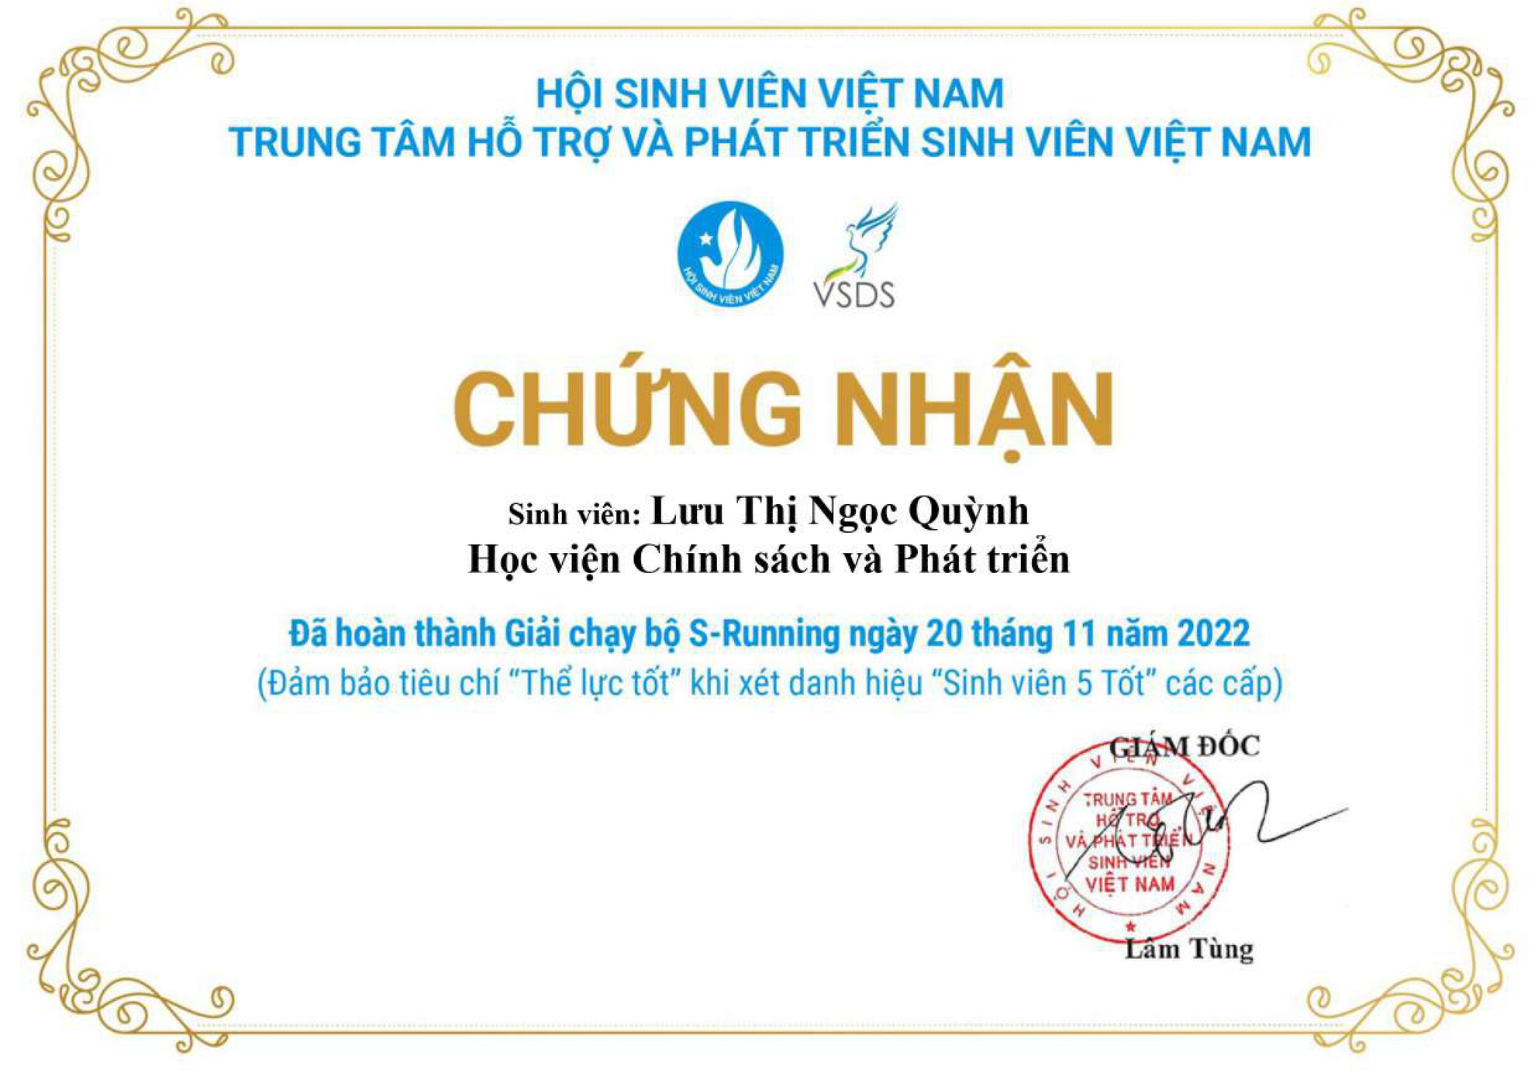 HỘI SINH VIÊN VIỆT NAM
TRUNG TÂM HỖ TRỢ VÀ PHÁT TRIỂN SINH VIÊN VIỆT NAM
HỘI SINH VIÊN VIỆT NAM
VSDS
CHỨNG NHẬN
Sinh viên: Lưu Thị Ngọc Quỳnh
Học viện Chính sách và Phát triển
Đã hoàn thành Giải chạy bộ S-Running ngày 20 tháng 11 năm 2022
(Đảm bảo tiêu chí “Thể lực tốt” khi xét danh hiệu “Sinh viên 5 Tốt” các cấp)
GIÁM ĐỐC
HỘI SINH VIÊN VIỆT NAM
TRUNG TÂM
HỖ TRỢ
VÀ PHÁT TRIỂN
SINH VIÊN
VIỆT NAM
Lâm Tùng